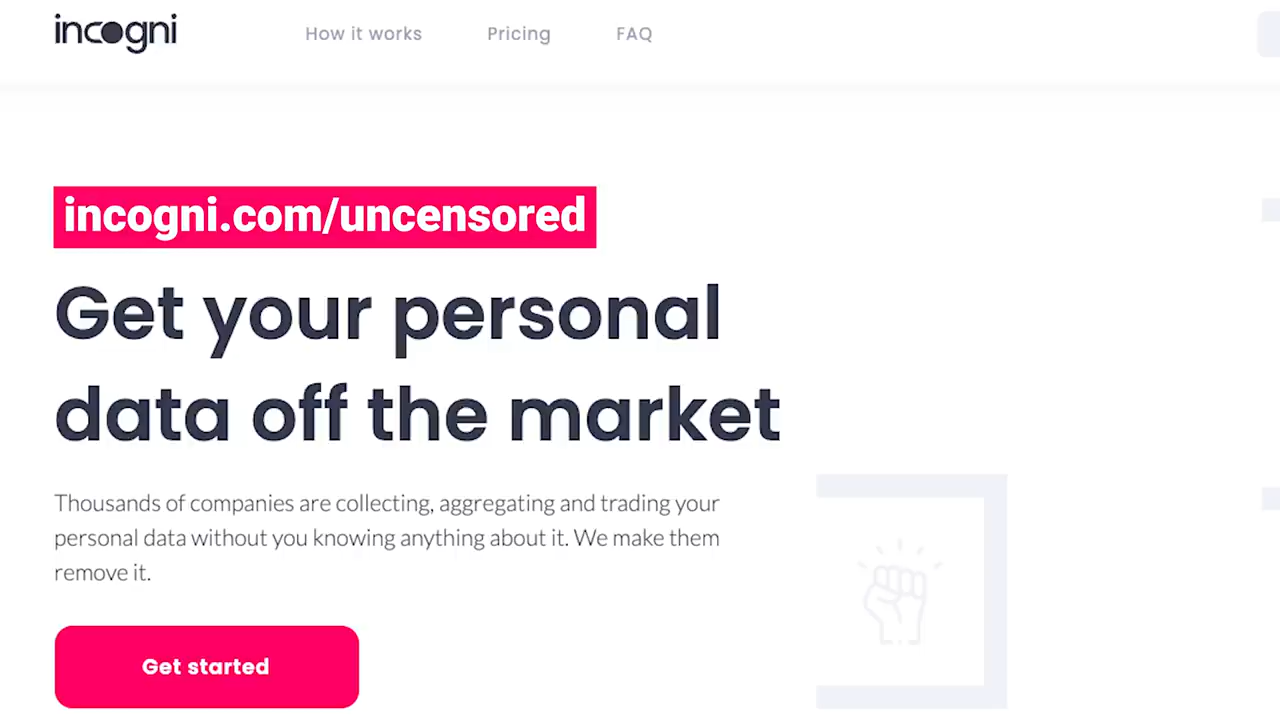 incogni
How it works
Pricing
FAQ
incogni.com/uncensored
Get your personal
data off the market
Thousands of companies are collecting, aggregating and trading your
personal data without you knowing anything about it. We make them
remove it.
Get started